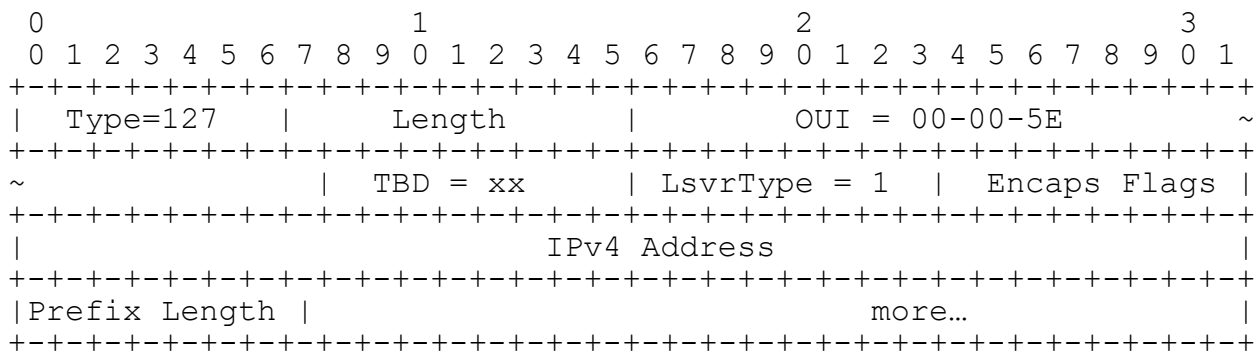 0                   1                   2                   3
 0 1 2 3 4 5 6 7 8 9 0 1 2 3 4 5 6 7 8 9 0 1 2 3 4 5 6 7 8 9 0 1
+-+-+-+-+-+-+-+-+-+-+-+-+-+-+-+-+-+-+-+-+-+-+-+-+-+-+-+-+-+-+-+-+
|  Type=127   |     Length      |        OUI = 00-00-5E         ~
+-+-+-+-+-+-+-+-+-+-+-+-+-+-+-+-+-+-+-+-+-+-+-+-+-+-+-+-+-+-+-+-+
~               |  TBD = xx     | LsvrType = 1  |  Encaps Flags |
+-+-+-+-+-+-+-+-+-+-+-+-+-+-+-+-+-+-+-+-+-+-+-+-+-+-+-+-+-+-+-+-+
|                           IPv4 Address                        |
+-+-+-+-+-+-+-+-+-+-+-+-+-+-+-+-+-+-+-+-+-+-+-+-+-+-+-+-+-+-+-+-+
|Prefix Length |                             more…              |
+-+-+-+-+-+-+-+-+-+-+-+-+-+-+-+-+-+-+-+-+-+-+-+-+-+-+-+-+-+-+-+-+